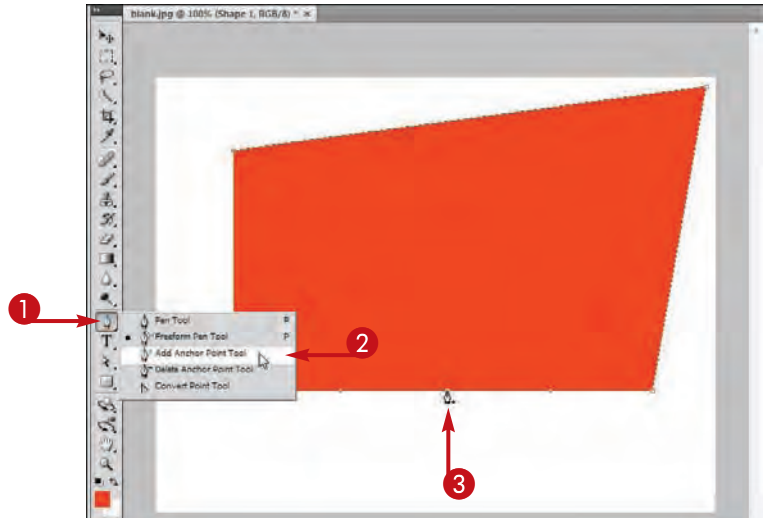 blank.jpg @ 100% (Shape 1, RGB/8) * ×
1
Pen Tool P
Freeform Pen Tool P
Add Anchor Point Tool
2
Delete Anchor Point Tool
Convert Point Tool
T
3